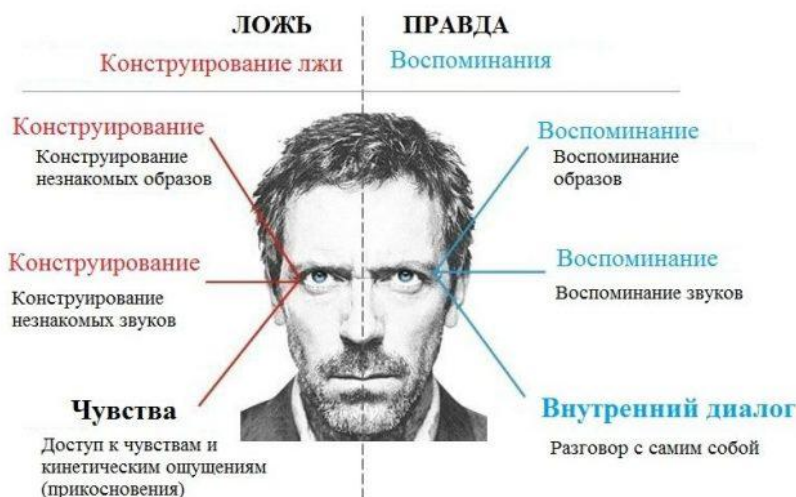 ЛОЖЬ
ПРАВДА
Конструирование лжи
Воспоминания
Конструирование
Конструирование
незнакомых образов
Воспоминание
Воспоминание
образов
Конструирование
Конструирование
незнакомых звуков
Воспоминание
Воспоминание звуков
Чувства
Доступ к чувствам и
кинетическим ощущениям
(прикосновения)
Внутренний диалог
Разговор с самим собой